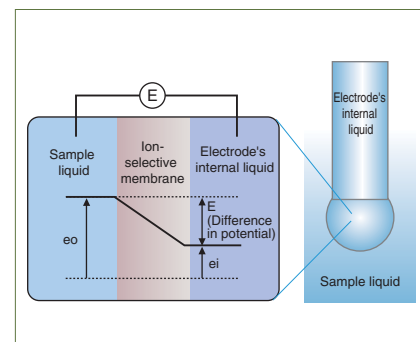 E
Sample
liquid
Ion-
selective
membrane
Electrode's
internal liquid
E
(Difference
in potential)
eo
ei
Electrode's
internal
liquid
Sample liquid